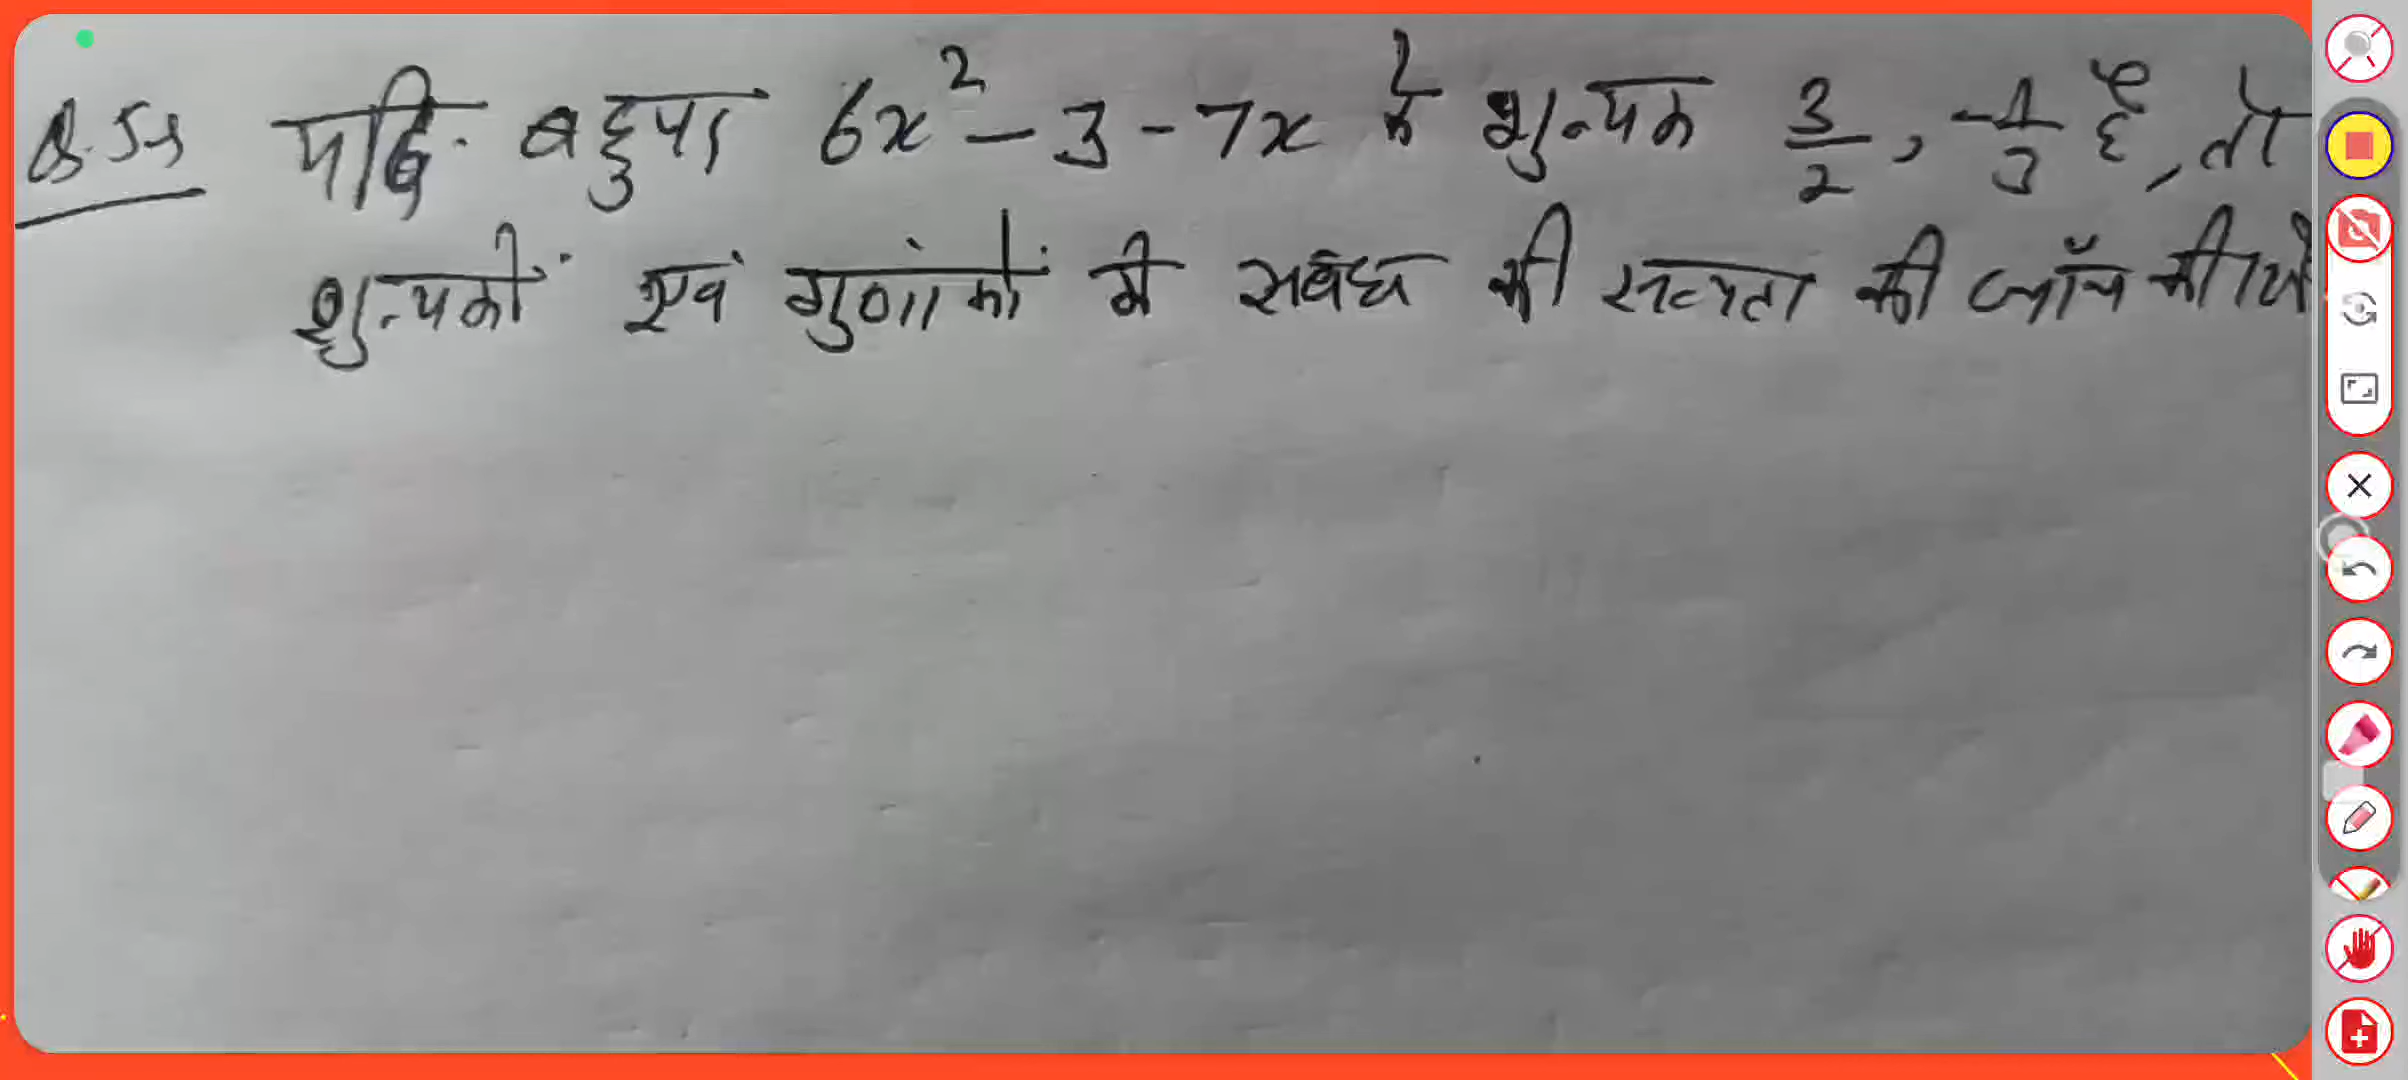 Q.5→ यदि बहुपद 6x² - 3 - 7x के शून्यक 3/2, -1/3 है, तो
शून्यकों एवं गुणांकों में संबंध की सत्यता की जाँच कीजिये